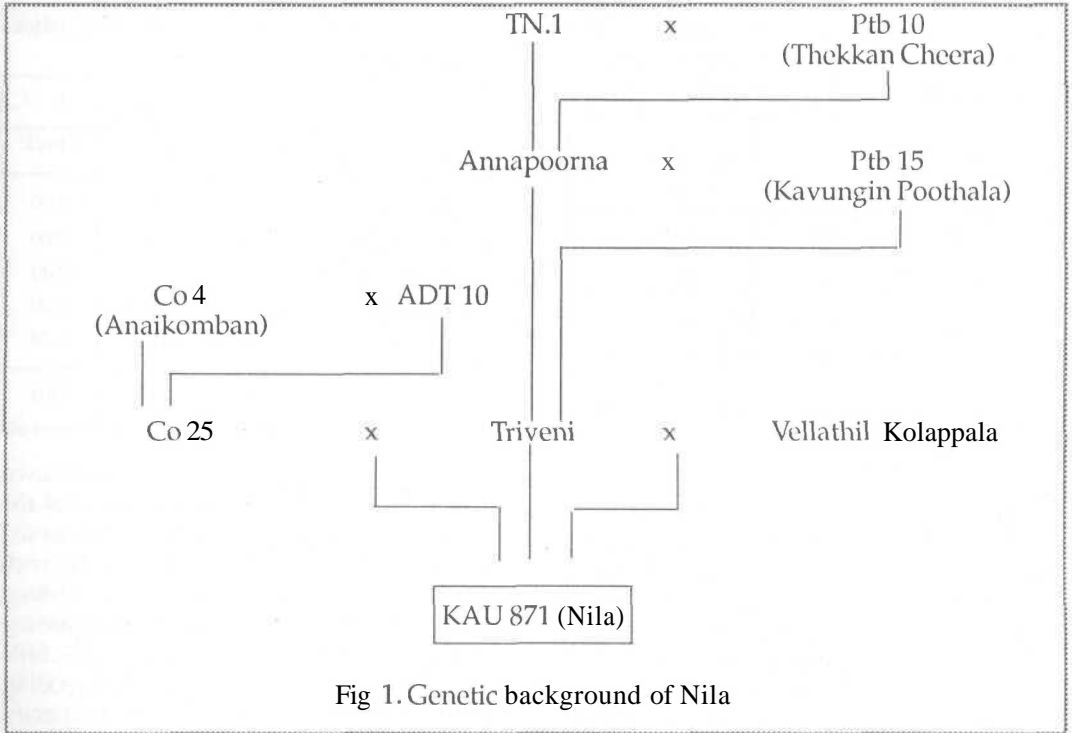 TN.1 x Ptb 10
(Thekkan Cheera)
Annapoorna x Ptb 15
(Kavungin Poothala)
Co 4 x ADT 10
(Anaikomban)
Co 25 x Triveni x Vellathil Kolappala
KAU 871 (Nila)
Fig 1. Genetic background of Nila